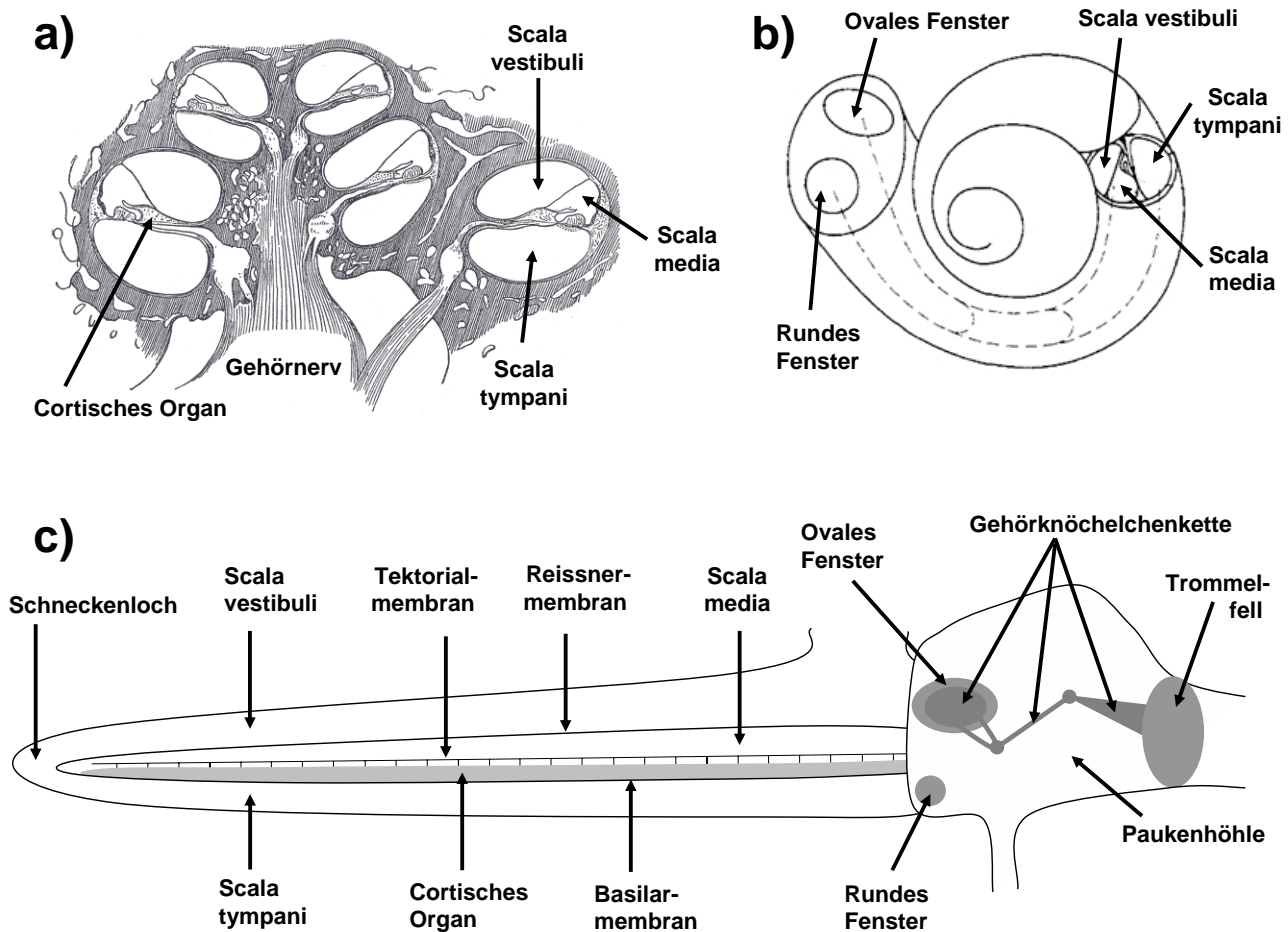 a)
Scala
vestibuli
Scala
media
Scala
tympani
Gehörnerv
Cortisches Organ
b)
Ovales Fenster
Scala vestibuli
Scala
tympani
Scala
media
Rundes
Fenster
c)
Schneckenloch
Scala
vestibuli
Tektorial-
membran
Reissner-
membran
Scala
media
Ovales
Fenster
Gehörknöchelchenkette
Trommel-
fell
Scala
tympani
Cortisches
Organ
Basilar-
membran
Rundes
Fenster
Paukenhöhle